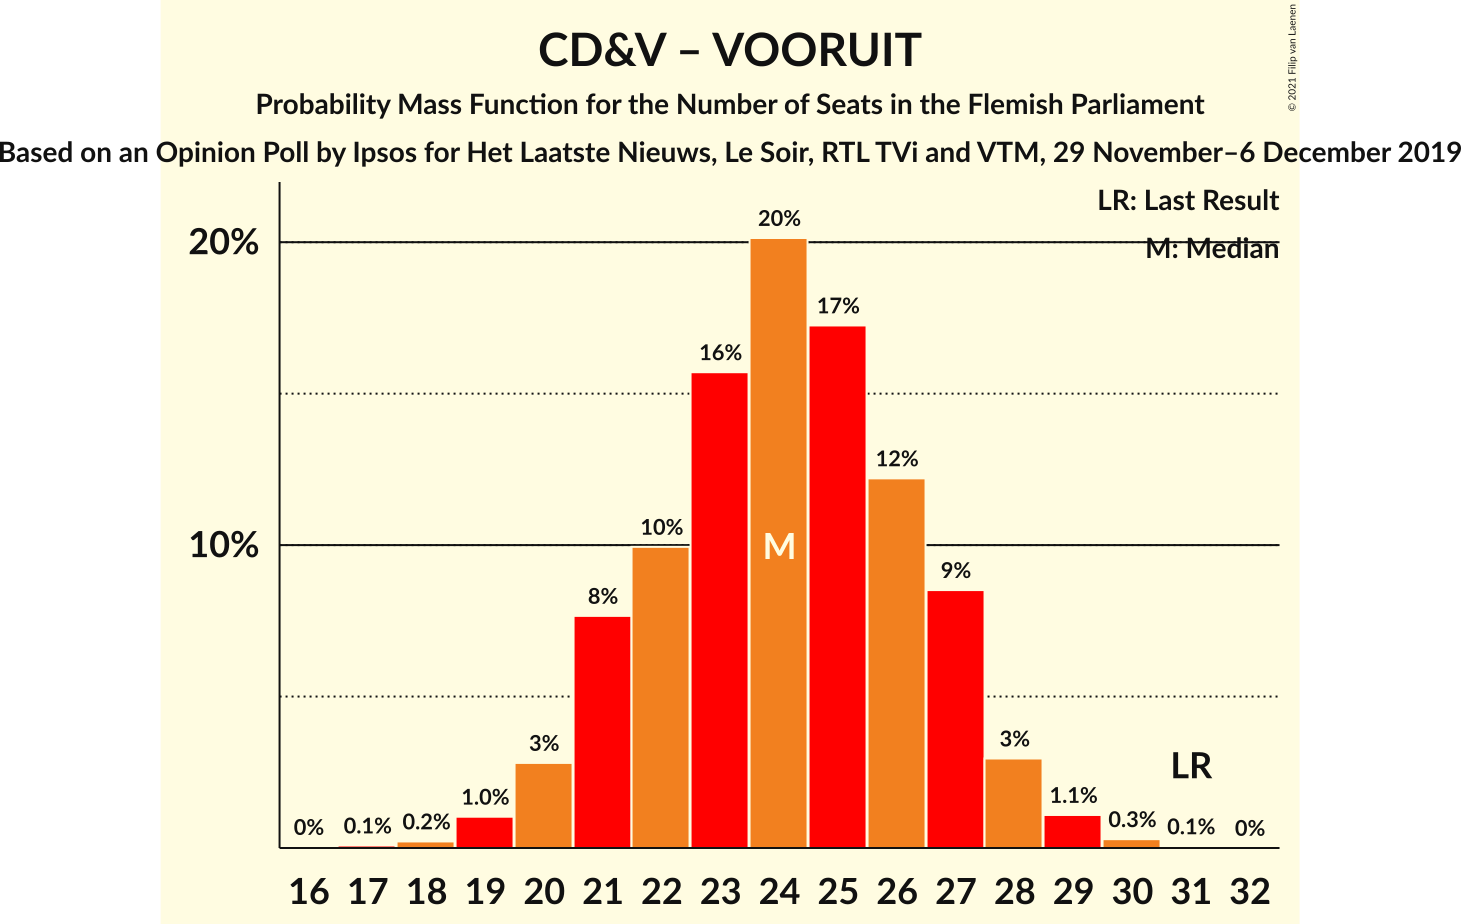 CD&V – VOORUIT
Probability Mass Function for the Number of Seats in the Flemish Parliament
Based on an Opinion Poll by Ipsos for Het Laatste Nieuws, Le Soir, RTL TVi and VTM, 29 November–6 December 2019
© 2021 Filip van Laenen
LR: Last Result
M: Median
20%
10%
0%
0.1%
0.2%
1.0%
3%
8%
10%
16%
20%
17%
12%
9%
3%
1.1%
0.3%
0.1%
0%
M
LR
16 17 18 19 20 21 22 23 24 25 26 27 28 29 30 31 32